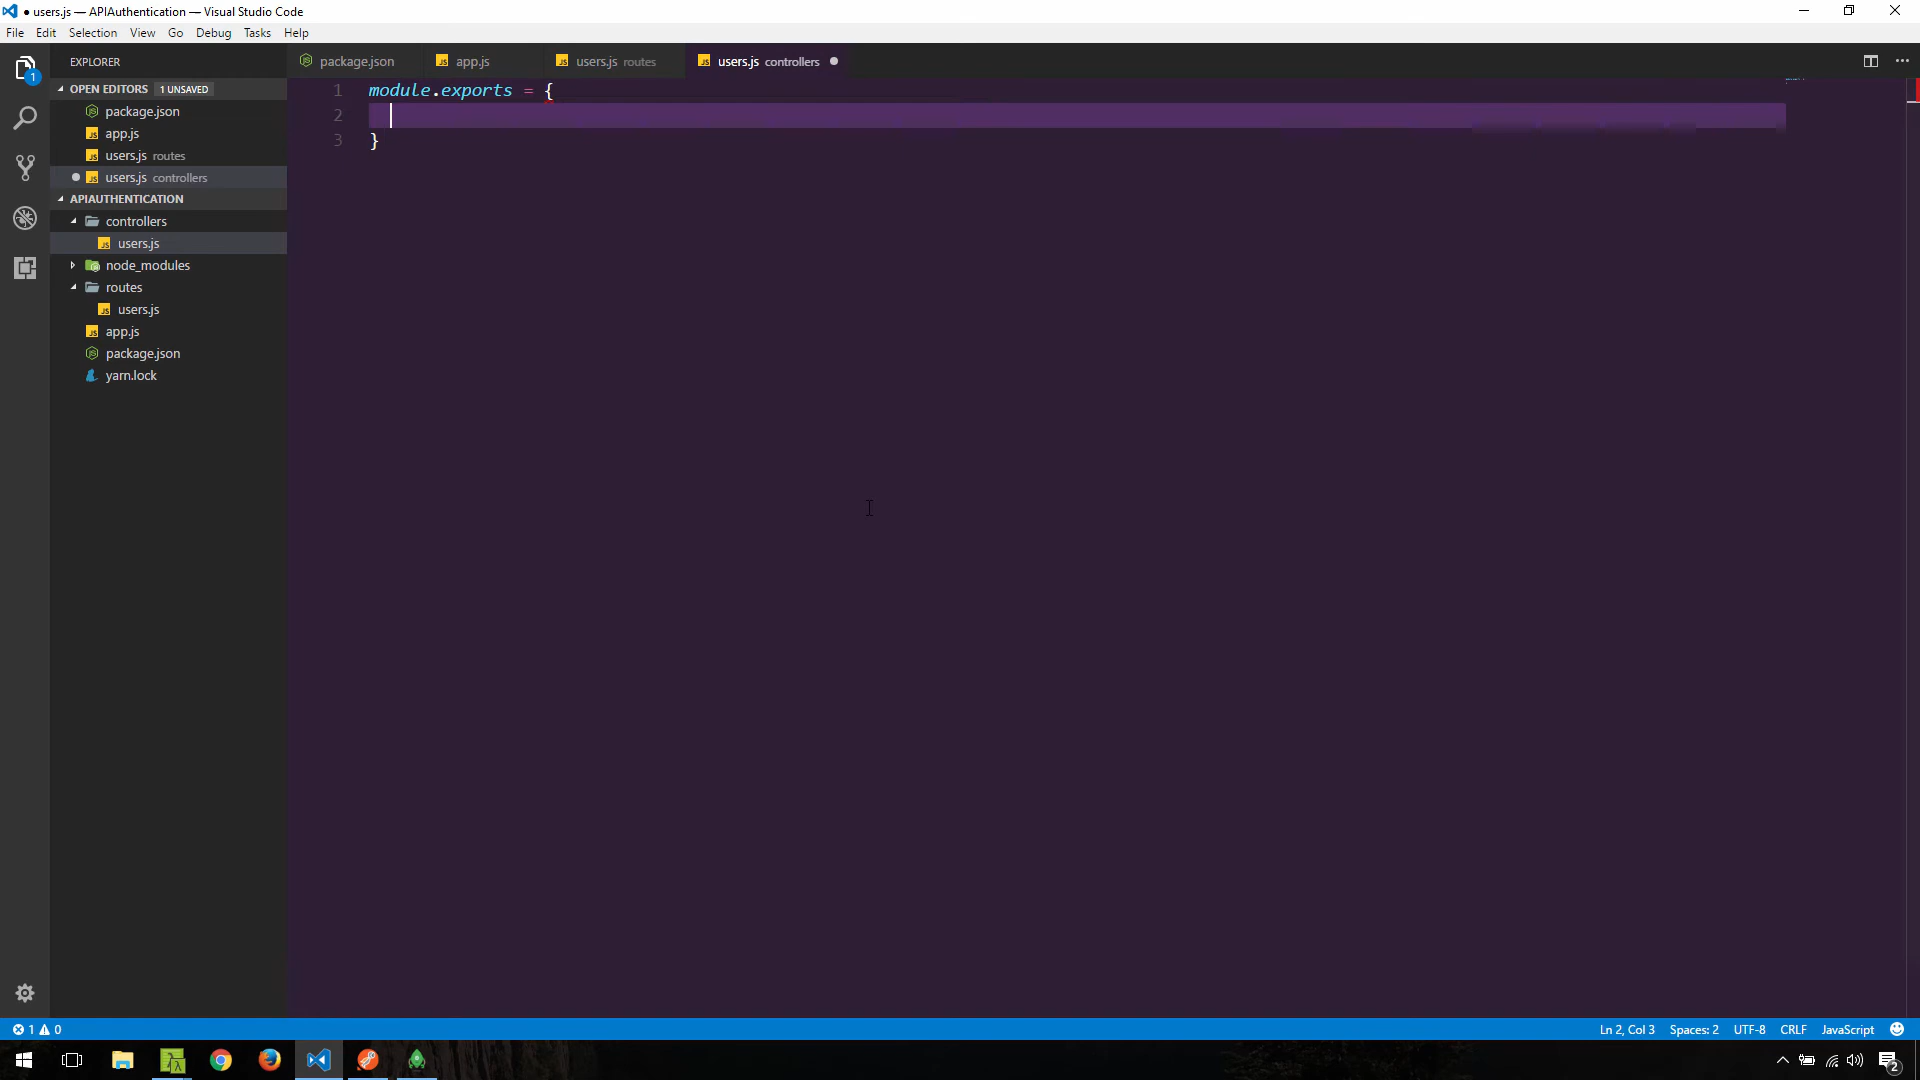 ● users.js — APIAuthentication — Visual Studio Code
File Edit Selection View Go Debug Tasks Help
EXPLORER
package.json
app.js
users.js routes
users.js controllers ●
OPEN EDITORS 1 UNSAVED
package.json
app.js
users.js routes
● users.js controllers
APIAUTHENTICATION
controllers
users.js
node_modules
routes
users.js
app.js
package.json
yarn.lock
1 module.exports = {
2
3 }
1
1 0
Ln 2, Col 3 Spaces: 2 UTF-8 CRLF JavaScript
2